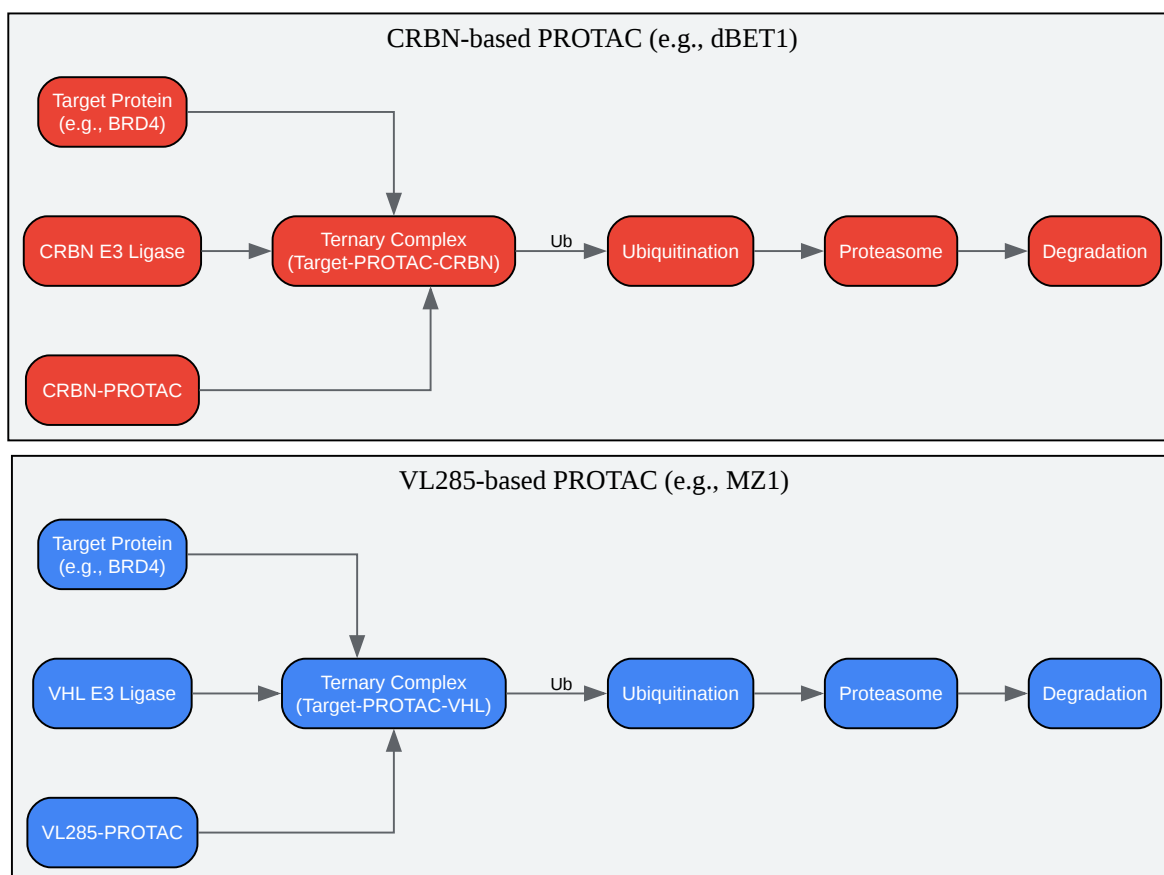 CRBN-based PROTAC (e.g., dBET1)
Target Protein
(e.g., BRD4)
CRBN E3 Ligase
Ternary Complex
(Target-PROTAC-CRBN)
Ub
Ubiquitination
Proteasome
Degradation
CRBN-PROTAC
VL285-based PROTAC (e.g., MZ1)
Target Protein
(e.g., BRD4)
VHL E3 Ligase
Ternary Complex
(Target-PROTAC-VHL)
Ub
Ubiquitination
Proteasome
Degradation
VL285-PROTAC